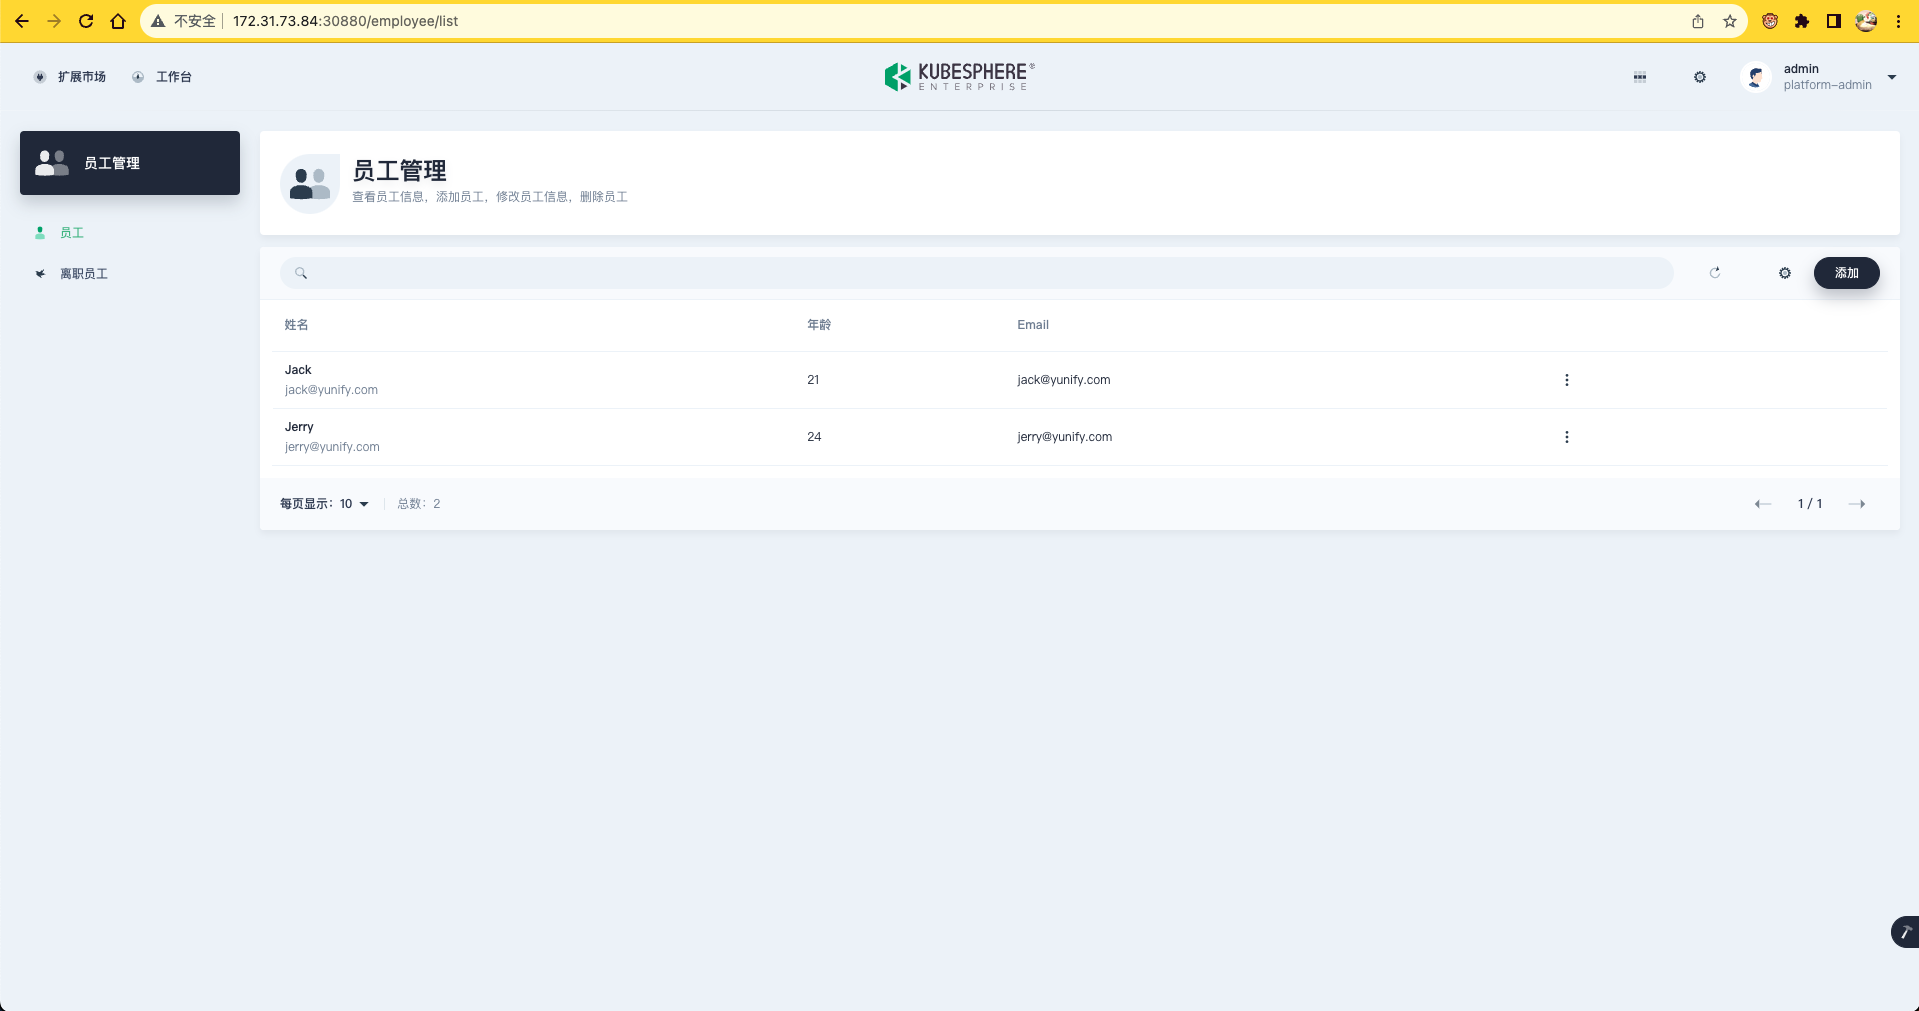 不安全 172.31.73.84:30880/employee/list
扩展市场 工作台
KUBESPHERE®
ENTERPRISE
admin
platform-admin
员工管理
员工
离职员工
员工管理
查看员工信息，添加员工，修改员工信息，删除员工
添加
姓名 年龄 Email
Jack
jack@yunify.com
21 jack@yunify.com
Jerry
jerry@yunify.com
24 jerry@yunify.com
每页显示：10 总数：2
1 / 1